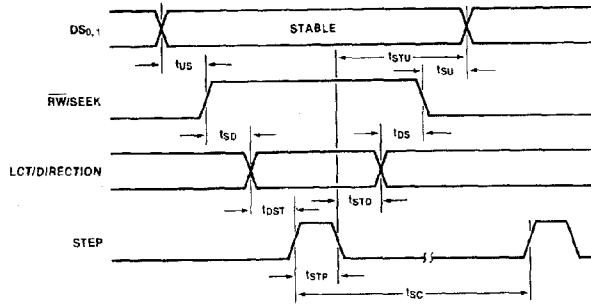 DS0,1
STABLE
tUS
tSTU
tSU
RW/SEEK
tSD
tDS
LCT/DIRECTION
tDST
tSTD
STEP
tSTP
tSC